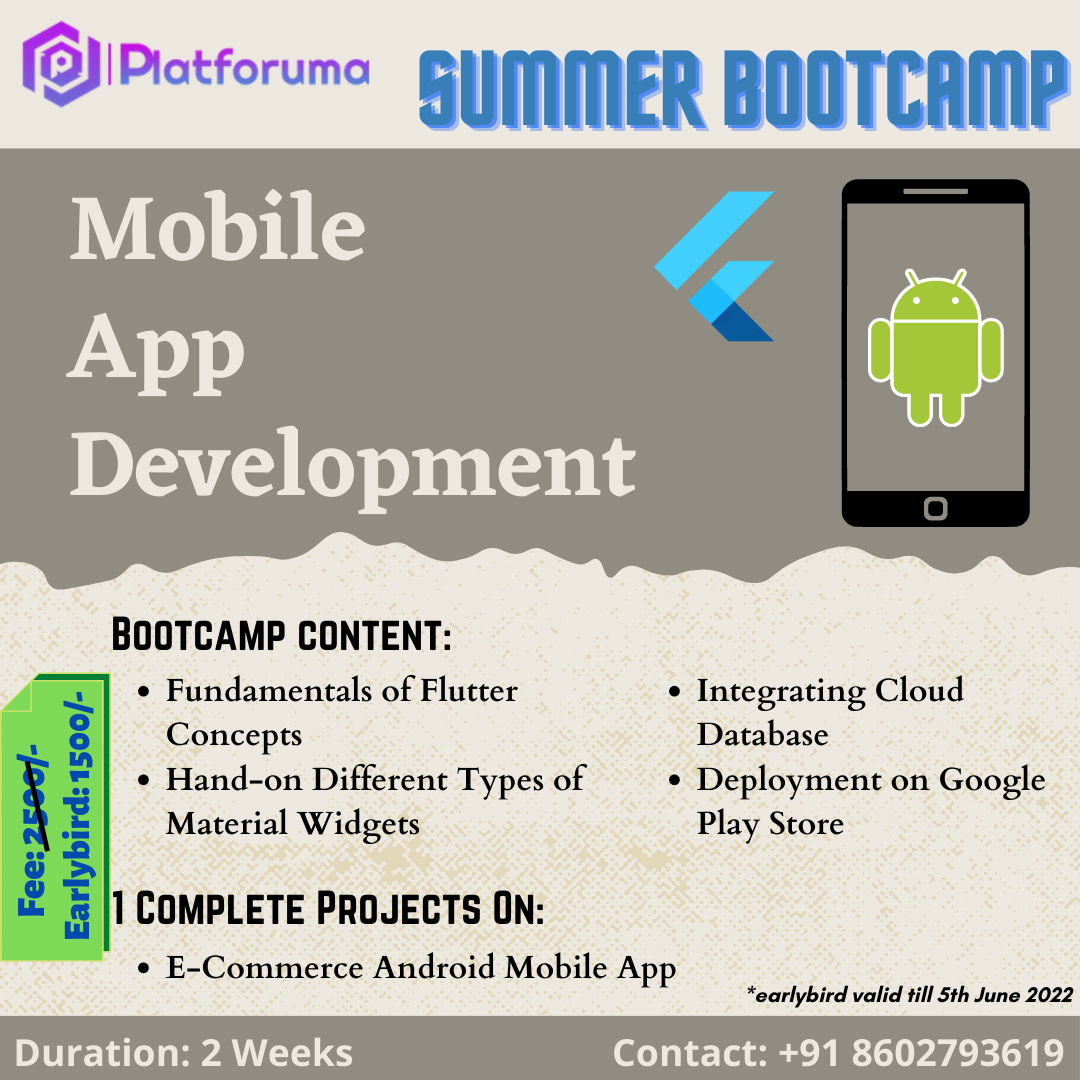 Platforuma
SUMMER BOOTCAMP
Mobile
App
Development
BOOTCAMP CONTENT:
• Fundamentals of Flutter
Concepts
• Hand-on Different Types of
Material Widgets
• Integrating Cloud
Database
• Deployment on Google
Play Store
Fee: 2500/-
Earlybird: 1500/-
1 COMPLETE PROJECTS ON:
• E-Commerce Android Mobile App
*earlybird valid till 5th June 2022
Duration: 2 Weeks
Contact: +91 8602793619